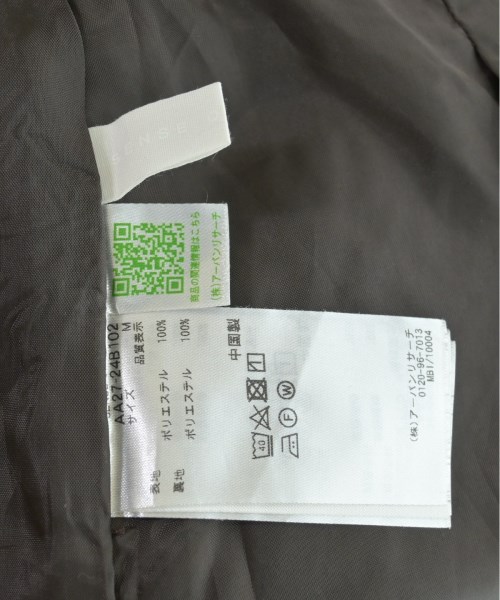 商品の関連情報はこちら
(株)アーバンリサーチ
AA27-24B102
サイズ M
品質表示
表地 ポリエステル 100%
裏地 ポリエステル 100%
中国製
40
F W
(株)アーバンリサーチ
0120-96-7013
MBI/10004